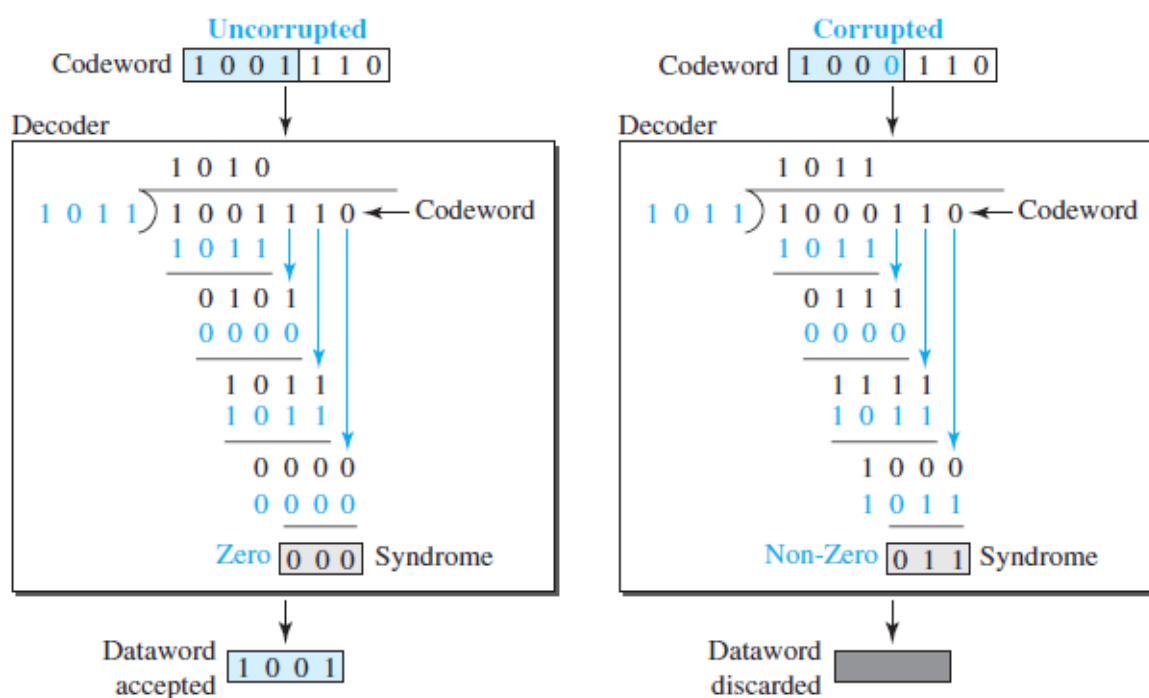 Uncorrupted
Codeword 1 0 0 1 1 1 0
Decoder
1 0 1 0
1 0 1 1 ) 1 0 0 1 1 1 0 Codeword
1 0 1 1
0 1 0 1
0 0 0 0
1 0 1 1
1 0 1 1
0 0 0 0
0 0 0 0
Zero 0 0 0 Syndrome
Dataword
accepted
1 0 0 1
Corrupted
Codeword 1 0 0 0 1 1 0
Decoder
1 0 1 1
1 0 1 1 ) 1 0 0 0 1 1 0 Codeword
1 0 1 1
0 1 1 1
0 0 0 0
1 1 1 1
1 0 1 1
1 0 0 0
1 0 1 1
Non-Zero 0 1 1 Syndrome
Dataword
discarded